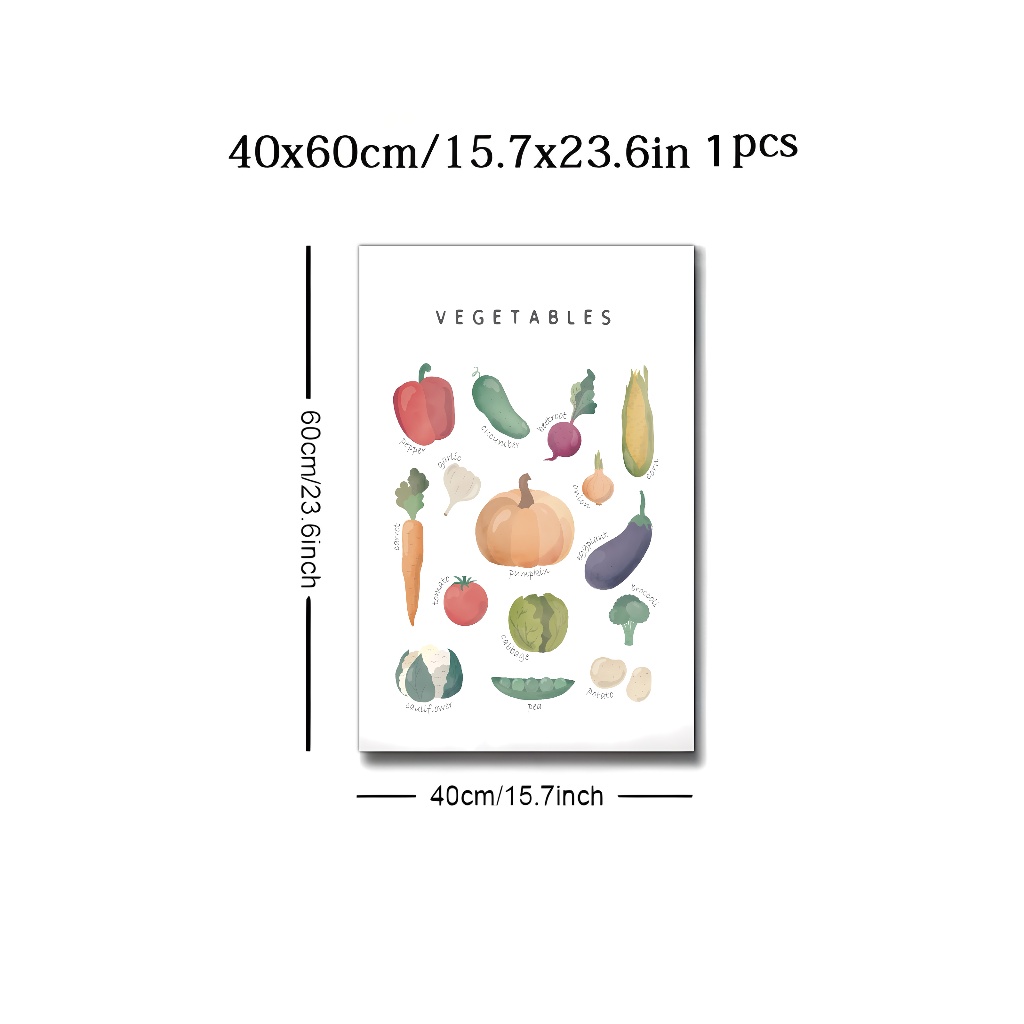 40x60cm/15.7x23.6in 1pcs
60cm/23.6inch
VEGETABLES
pepper
cucumber
beetroot
corn
garlic
onion
carrot
pumpkin
eggplant
tomato
cabbage
broccoli
cauliflower
pea
potato
40cm/15.7inch